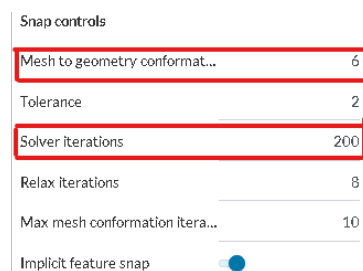 Snap controls
Mesh to geometry conformat... 6
Tolerance 2
Solver iterations 200
Relax iterations 8
Max mesh conformation itera... 10
Implicit feature snap